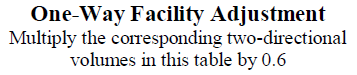 One-Way Facility Adjustment
Multiply the corresponding two-directional
volumes in this table by 0.6